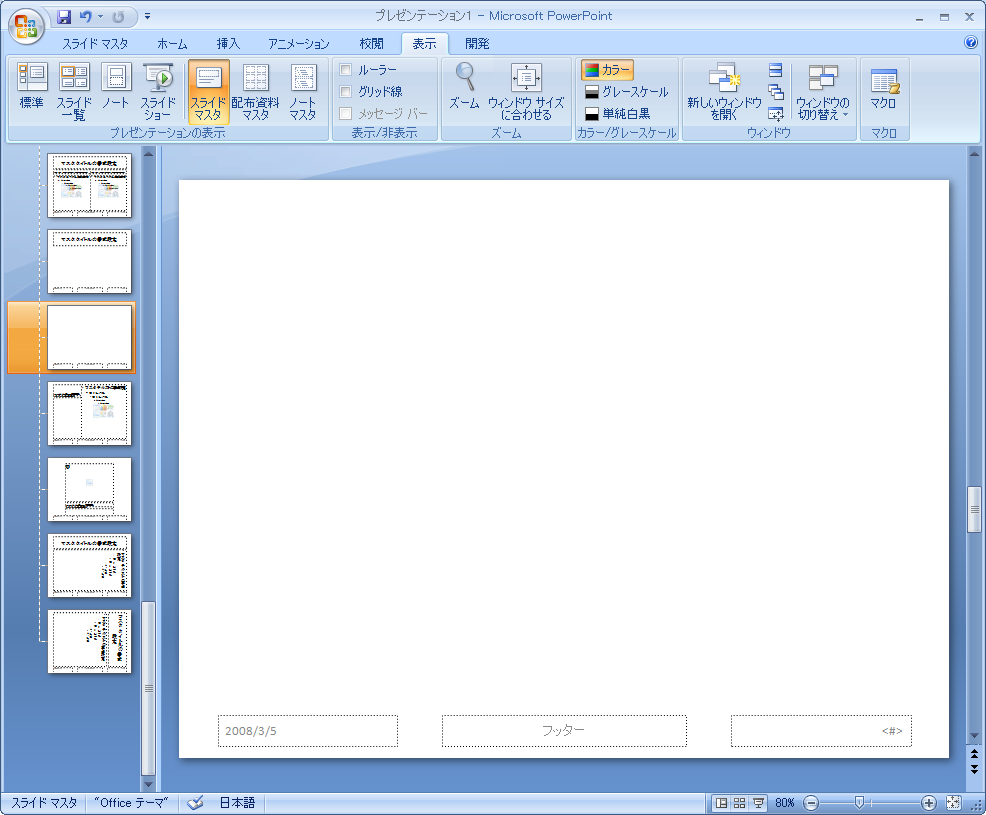 プレゼンテーション1 - Microsoft PowerPoint
スライド マスタ ホーム 挿入 アニメーション 校閲 表示 開発
標準
スライド一覧
ノート
スライドショー
スライドマスタ
配布資料マスタ
ノートマスタ
プレゼンテーションの表示
ルーラー
グリッド線
メッセージ バー
表示/非表示
ズーム
ウィンドウ サイズに合わせる
ズーム
カラー
グレースケール
単純白黒
カラー/グレースケール
新しいウィンドウを開く
ウィンドウの切り替え
ウィンドウ
マクロ
マクロ
2008/3/5
フッター
<#>
スライド マスタ "Office テーマ" 日本語 80%